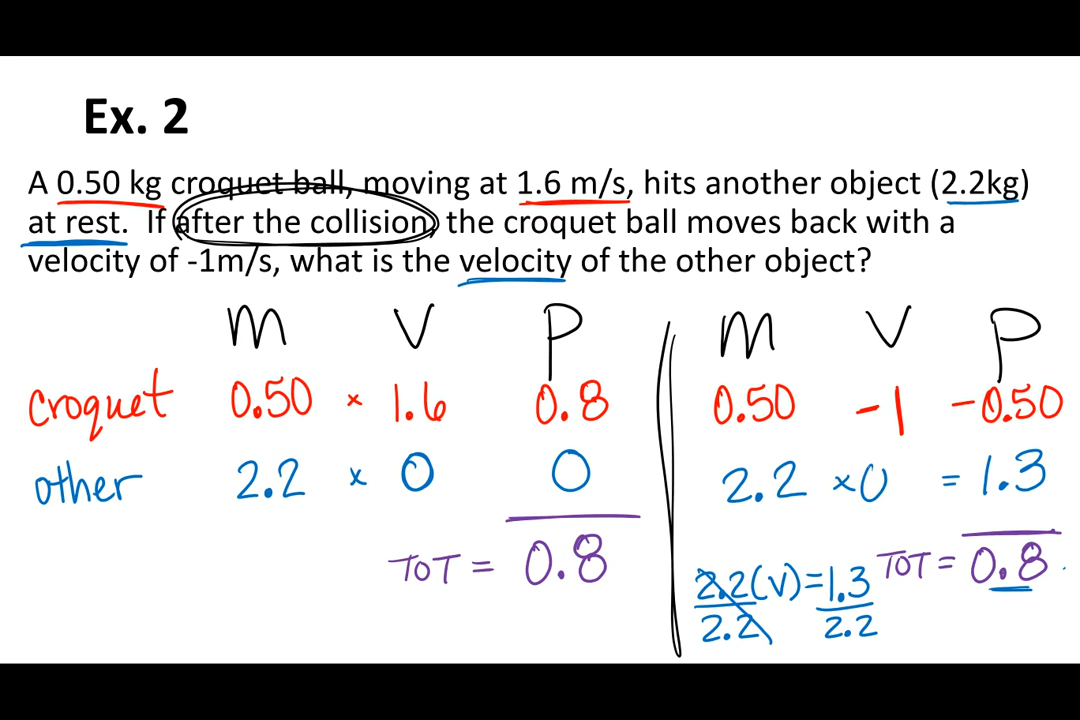 Ex. 2
A 0.50 kg croquet ball, moving at 1.6 m/s, hits another object (2.2kg)
at rest. If after the collision, the croquet ball moves back with a
velocity of -1m/s, what is the velocity of the other object?
m V P m V P
croquet 0.50 × 1.6 0.8 0.50 -1 -0.50
other 2.2 × 0 0 2.2 ×0 = 1.3
TOT = 0.8 TOT = 0.8
2.2(V)=1.3
2.2 2.2